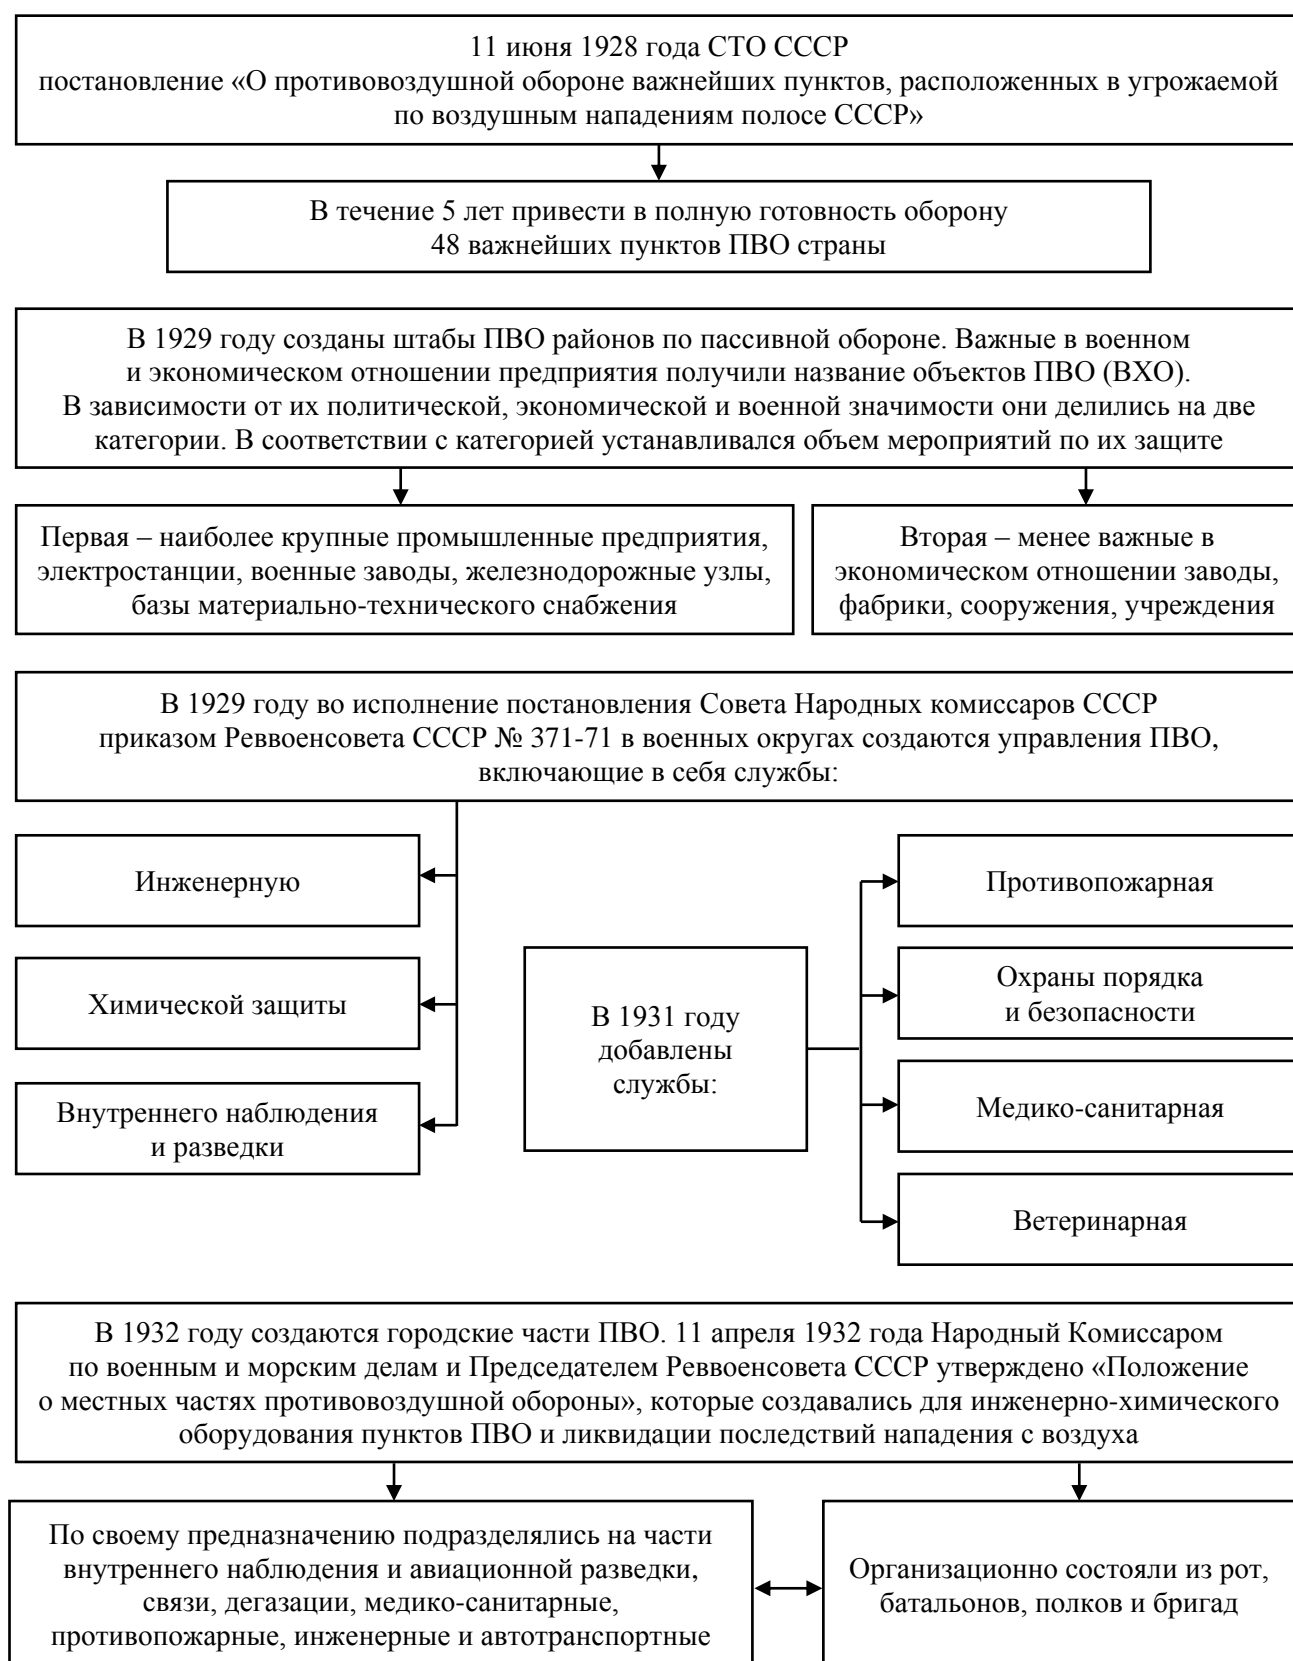 11 июня 1928 года СТО СССР
постановление «О противовоздушной обороне важнейших пунктов, расположенных в угрожаемой
по воздушным нападениям полосе СССР»
В течение 5 лет привести в полную готовность оборону
48 важнейших пунктов ПВО страны
В 1929 году созданы штабы ПВО районов по пассивной обороне. Важные в военном
и экономическом отношении предприятия получили название объектов ПВО (ВХО).
В зависимости от их политической, экономической и военной значимости они делились на две
категории. В соответствии с категорией устанавливался объем мероприятий по их защите
Первая – наиболее крупные промышленные предприятия,
электростанции, военные заводы, железнодорожные узлы,
базы материально-технического снабжения
Вторая – менее важные в
экономическом отношении заводы,
фабрики, сооружения, учреждения
В 1929 году во исполнение постановления Совета Народных комиссаров СССР
приказом Реввоенсовета СССР № 371-71 в военных округах создаются управления ПВО,
включающие в себя службы:
Инженерную
Химической защиты
Внутреннего наблюдения
и разведки
В 1931 году
добавлены
службы:
Противопожарная
Охраны порядка
и безопасности
Медико-санитарная
Ветеринарная
В 1932 году создаются городские части ПВО. 11 апреля 1932 года Народный Комиссаром
по военным и морским делам и Председателем Реввоенсовета СССР утверждено «Положение
о местных частях противовоздушной обороны», которые создавались для инженерно-химического
оборудования пунктов ПВО и ликвидации последствий нападения с воздуха
По своему предназначению подразделялись на части
внутреннего наблюдения и авиационной разведки,
связи, дегазации, медико-санитарные,
противопожарные, инженерные и автотранспортные
Организационно состояли из рот,
батальонов, полков и бригад